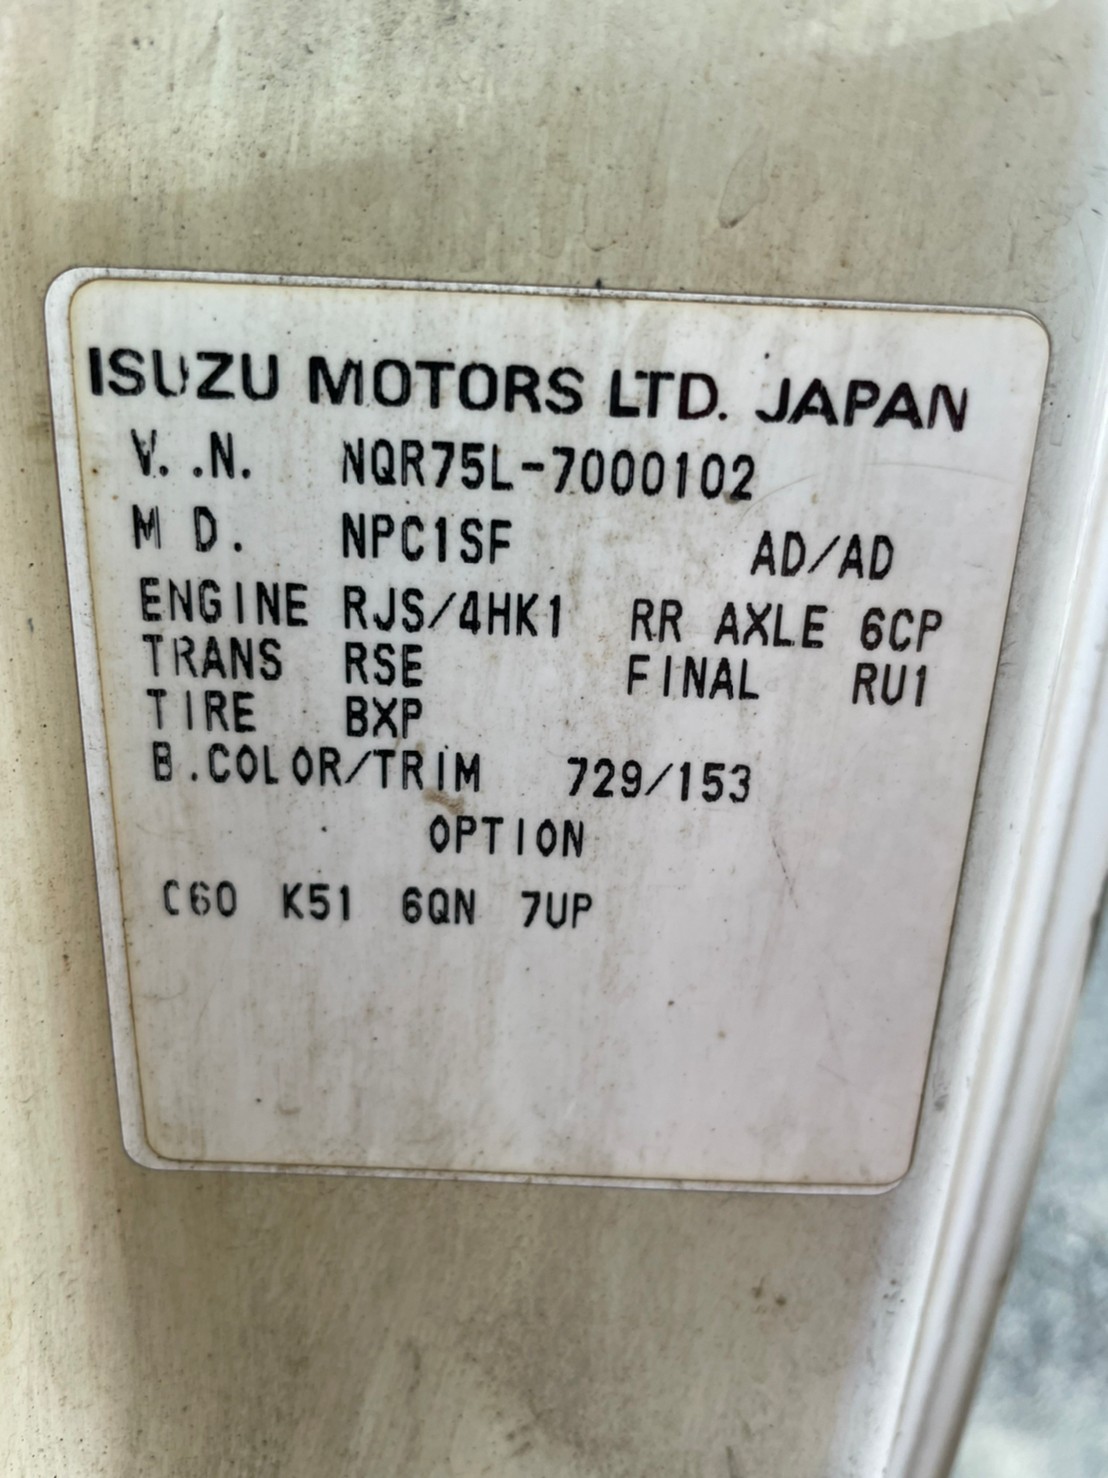 ISUZU MOTORS LTD. JAPAN
V. .N. NQR75L-7000102
M D. NPC1SF AD/AD
ENGINE RJS/4HK1 RR AXLE 6CP
TRANS RSE FINAL RU1
TIRE BXP
B.COLOR/TRIM 729/153
OPTION
C60 K51 6QN 7UP